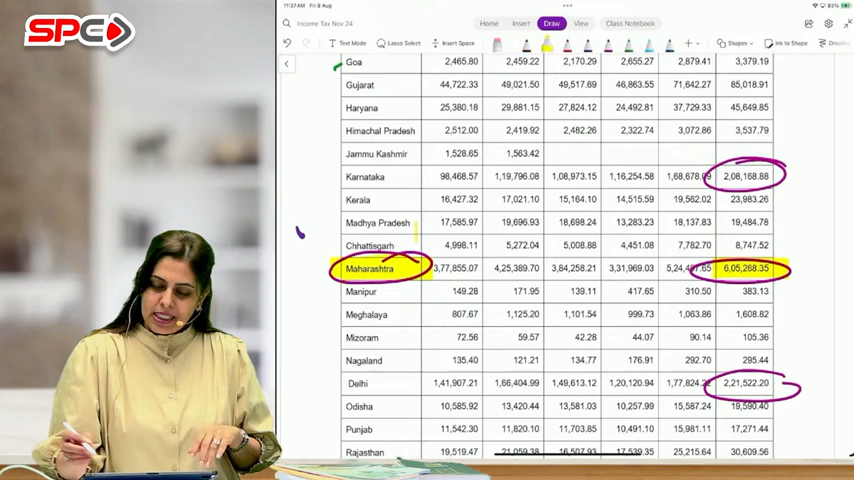 SPC
11:37 AM Fri 9 Aug
83%
Income Tax Nov 24
Home Insert Draw View Class Notebook
Text Mode Lasso Select Insert Space Shapes Ink to Shape Drawing
Goa 2,465.80 2,459.02 2,170.29 2,655.27 2,879.41 3,379.19
Gujarat 44,722.33 49,021.50 49,517.69 46,863.55 71,642.27 85,018.91
Haryana 25,380.18 29,881.15 27,824.12 24,492.81 37,729.33 45,649.85
Himachal Pradesh 2,512.00 2,419.92 2,482.26 2,322.74 3,072.86 3,537.79
Jammu Kashmir 1,528.65 1,563.42
Karnataka 98,468.57 1,19,796.08 1,08,973.15 1,16,254.58 1,68,678.09 2,08,168.88
Kerala 16,427.32 17,021.10 15,164.10 14,515.59 19,562.02 23,983.26
Madhya Pradesh 17,585.97 19,696.93 18,698.24 13,283.23 18,137.83 19,484.78
Chhattisgarh 4,998.11 5,272.04 5,008.88 4,451.08 7,782.70 8,747.52
Maharashtra 3,77,855.07 4,25,389.70 3,84,258.21 3,31,969.03 6,05,268.35
Manipur 149.28 171.95 139.11 417.65 310.50 383.13
Meghalaya 807.67 1,125.20 1,101.54 999.73 1,063.86 1,608.82
Mizoram 72.56 59.57 42.28 44.07 90.14 105.36
Nagaland 135.40 121.21 134.77 176.91 292.70 295.44
Delhi 1,41,907.21 1,66,404.99 1,49,613.12 1,20,120.94 2,21,522.20
Odisha 10,585.92 13,420.44 13,581.03 10,257.99 15,587.24 19,590.40
Punjab 11,542.30 11,818.10 11,703.85 10,491.10 15,981.11 17,271.44
Rajasthan 19,519.47 21,059.38 16,507.93 17,539.35 25,215.64 30,609.56